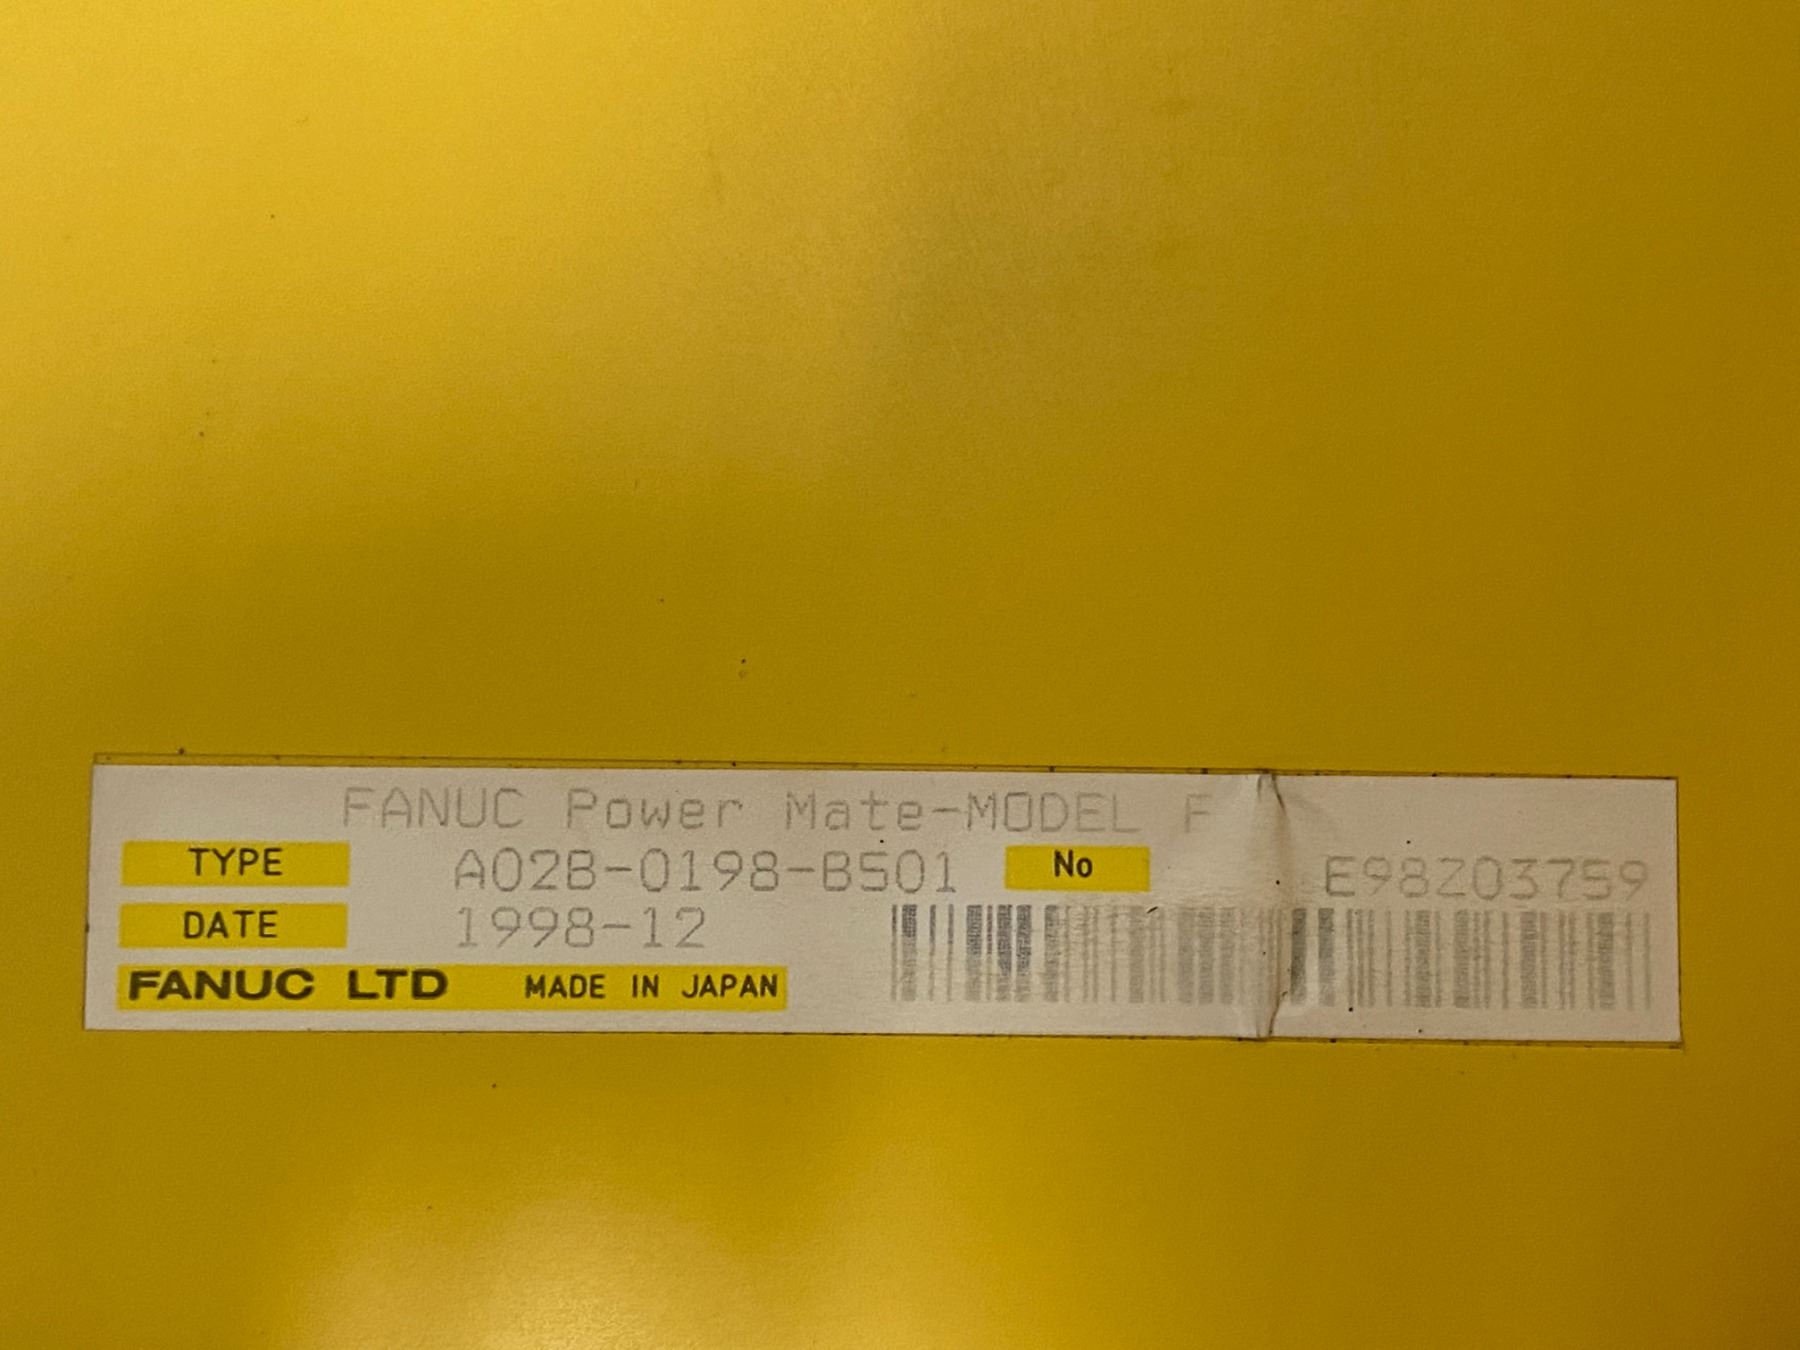 FANUC Power Mate-MODEL F
TYPE A02B-0198-B501 No E98Z03759
DATE 1998-12
FANUC LTD MADE IN JAPAN